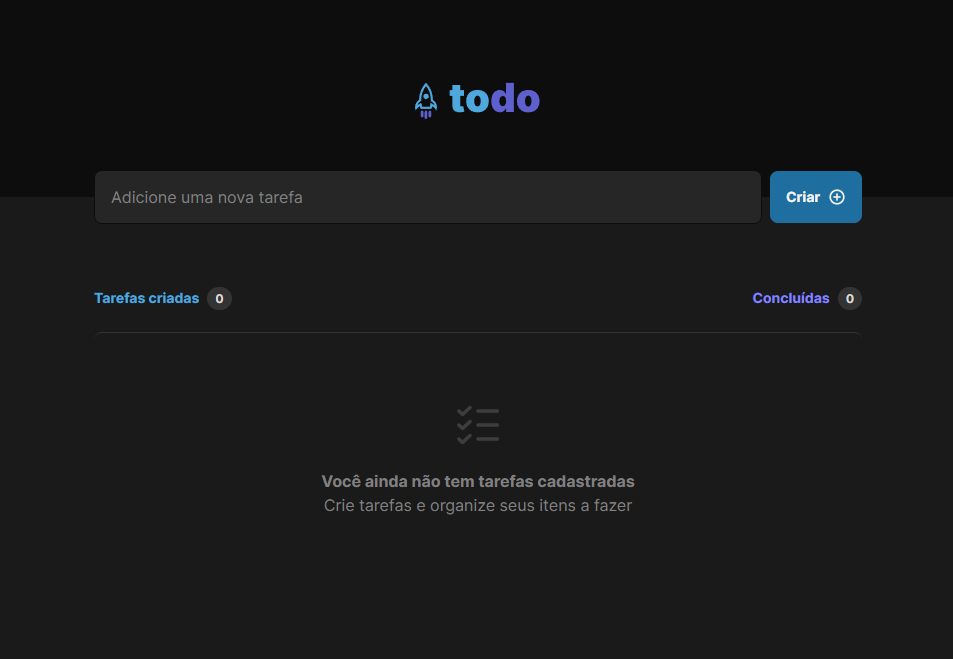 todo
Adicione uma nova tarefa
Criar
Tarefas criadas 0
Concluídas 0
Você ainda não tem tarefas cadastradas
Crie tarefas e organize seus itens a fazer